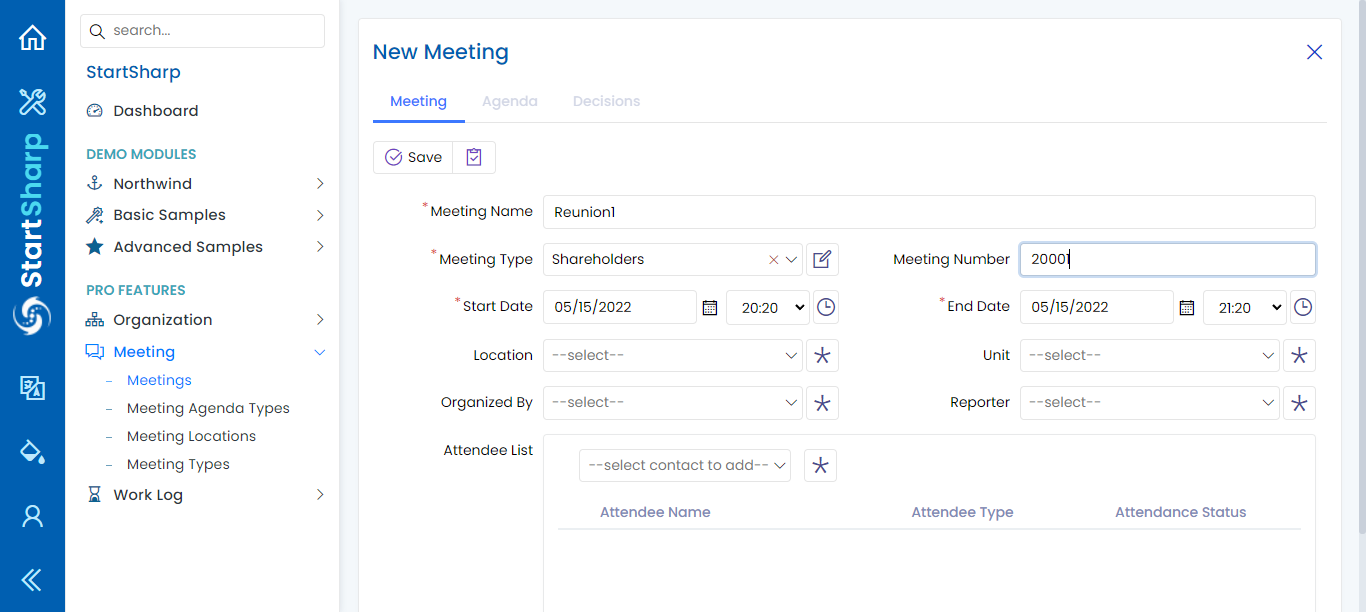 search...
StartSharp
Dashboard
DEMO MODULES
Northwind
Basic Samples
Advanced Samples
PRO FEATURES
Organization
Meeting
Meetings
Meeting Agenda Types
Meeting Locations
Meeting Types
Work Log
StartSharp
New Meeting
Meeting Agenda Decisions
Save
*Meeting Name Reunion1
*Meeting Type Shareholders Meeting Number 20001
*Start Date 05/15/2022 20:20 *End Date 05/15/2022 21:20
Location --select-- Unit --select--
Organized By --select-- Reporter --select--
Attendee List
--select contact to add--
Attendee Name Attendee Type Attendance Status